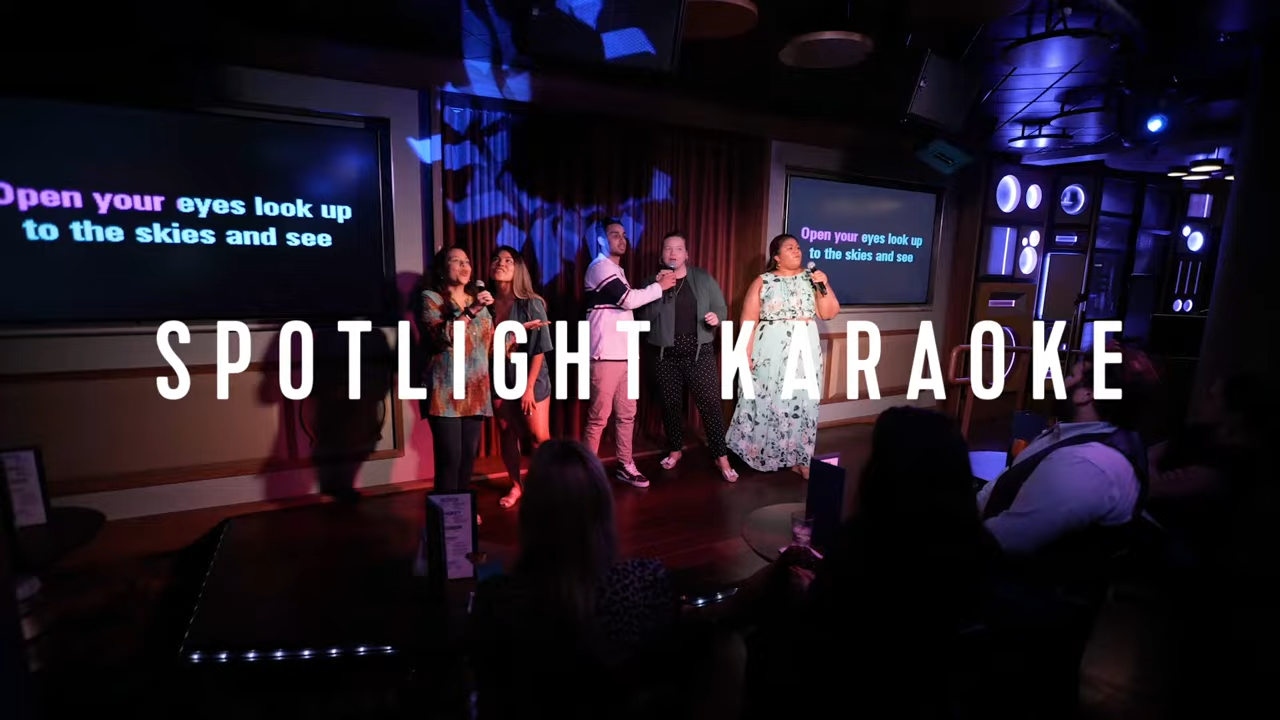 Open your eyes look up
to the skies and see
Open your eyes look up
to the skies and see
SPOTLIGHT KARAOKE